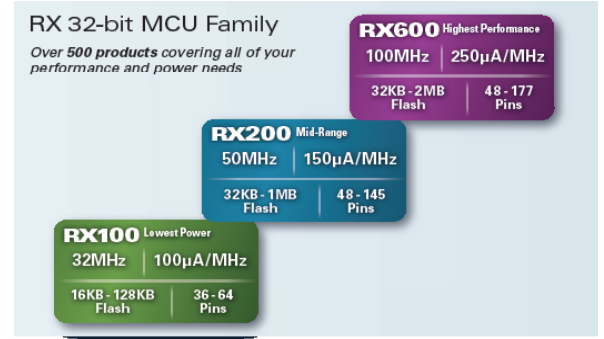 RX 32-bit MCU Family
Over 500 products covering all of your
performance and power needs
RX600 Highest Performance
100MHz 250µA/MHz
32KB-2MB 48-177
Flash Pins
RX200 Mid-Range
50MHz 150µA/MHz
32KB-1MB 48-145
Flash Pins
RX100 Lowest Power
32MHz 100µA/MHz
16KB-128KB 36-64
Flash Pins